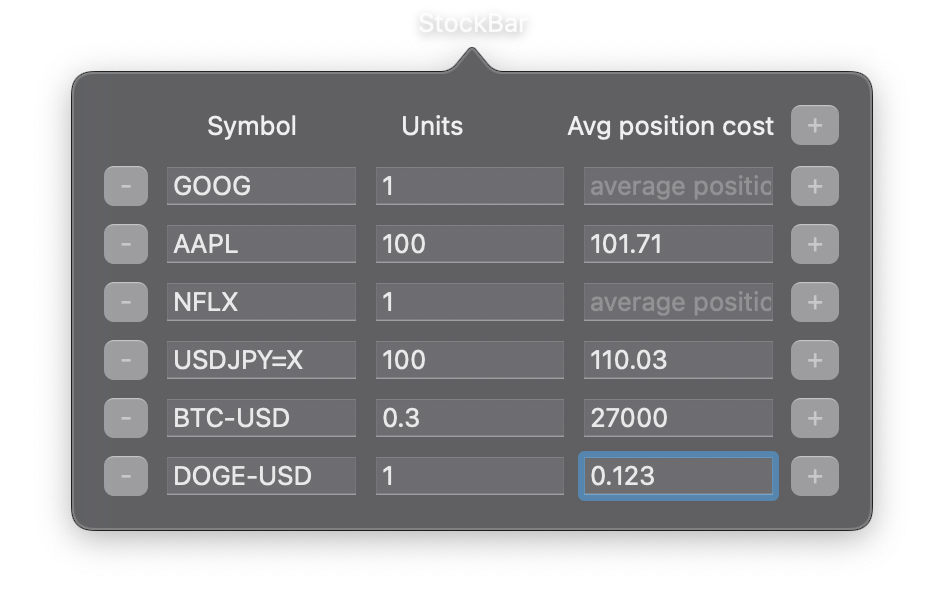 StockBar
Symbol Units Avg position cost +
- GOOG 1 average positio +
- AAPL 100 101.71 +
- NFLX 1 average positio +
- USDJPY=X 100 110.03 +
- BTC-USD 0.3 27000 +
- DOGE-USD 1 0.123 +